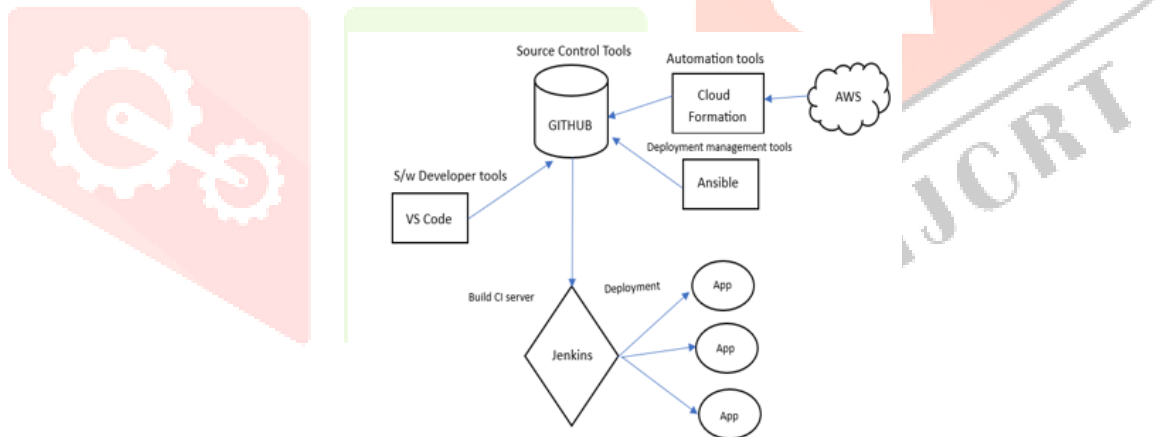 Source Control Tools
Automation tools
GITHUB
Cloud
Formation
AWS
Deployment management tools
Ansible
S/w Developer tools
VS Code
Build CI server
Deployment
Jenkins
App
App
App
IJCRT